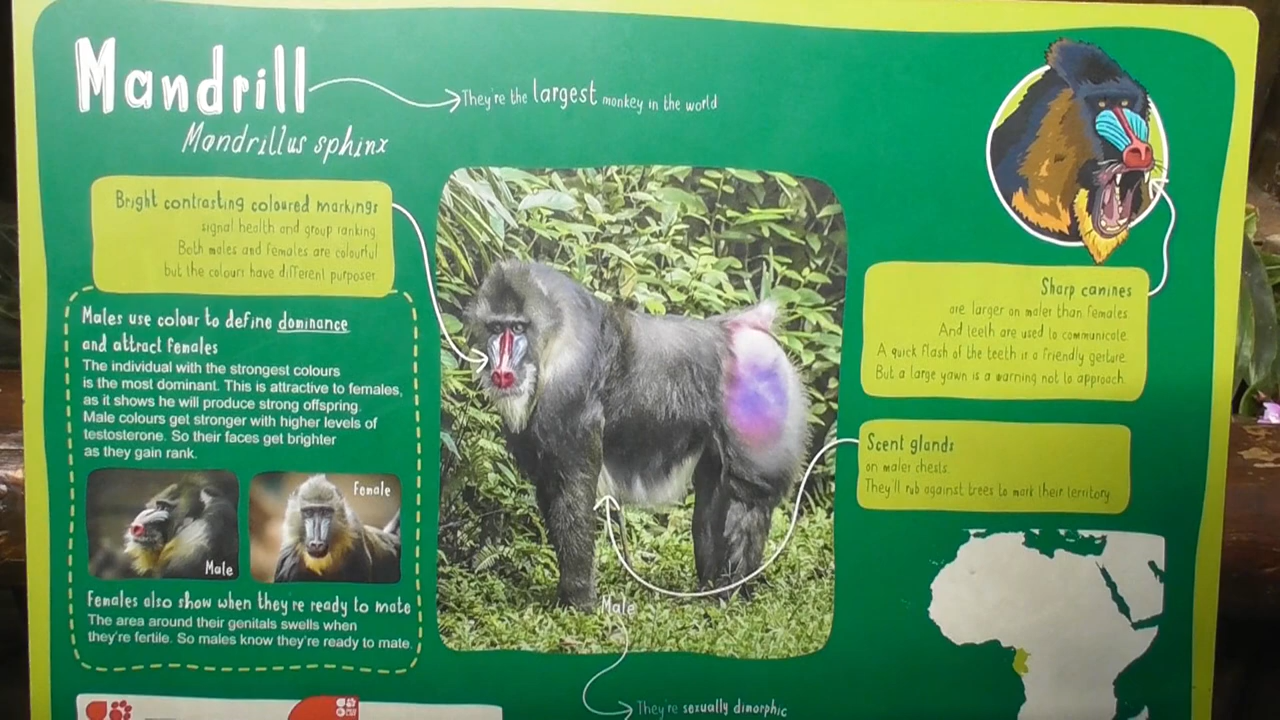 Mandrill
They're the largest monkey in the world
Mandrillus sphinx
Bright contrasting coloured markings
signal health and group ranking.
Both males and females are colourful
but the colours have different purposes.
Males use colour to define dominance
and attract females
The individual with the strongest colours
is the most dominant. This is attractive to females,
as it shows he will produce strong offspring.
Male colours get stronger with higher levels of
testosterone. So their faces get brighter
as they gain rank.
Male
Female
Females also show when they're ready to mate
The area around their genitals swells when
they're fertile. So males know they're ready to mate.
Male
They're sexually dimorphic
Sharp canines
are larger on males than females.
And teeth are used to communicate.
A quick flash of the teeth is a friendly gesture.
But a large yawn is a warning not to approach.
Scent glands
on males chests.
They'll rub against trees to mark their territory